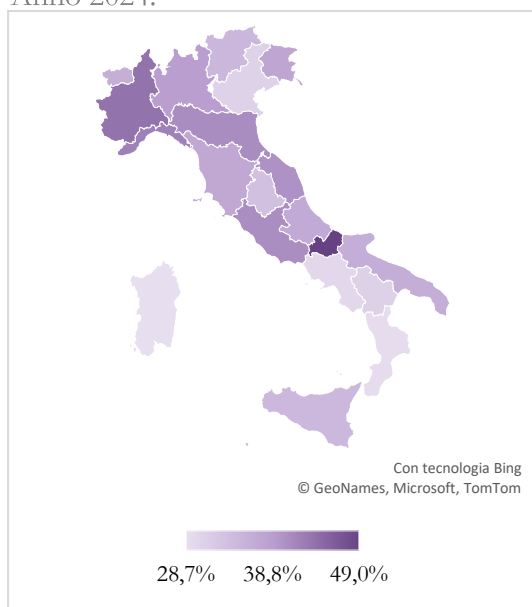 Anno 2024.
Con tecnologia Bing
© GeoNames, Microsoft, TomTom
28,7% 38,8% 49,0%